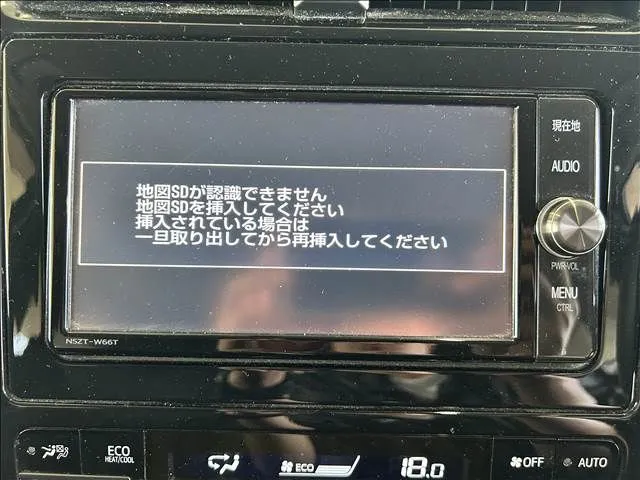 地図SDが認識できません
地図SDを挿入してください
挿入されている場合は
一旦取り出してから再挿入してください
現在地
AUDIO
PWR·VOL
MENU
CTRL
NSZT-W66T
ECO
HEAT/COOL
ECO
18.0
OFF
AUTO